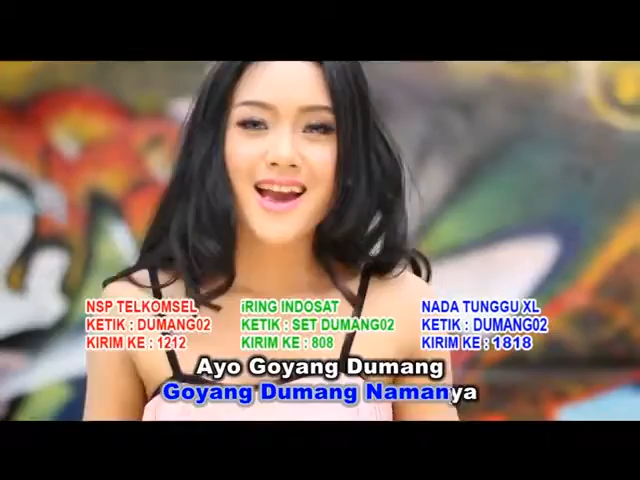 NSP TELKOMSEL
KETIK : DUMANG02
KIRIM KE : 1212
iRING INDOSAT
KETIK : SET DUMANG02
KIRIM KE : 808
NADA TUNGGU XL
KETIK : DUMANG02
KIRIM KE : 1818
Ayo Goyang Dumang
Goyang Dumang Namanya